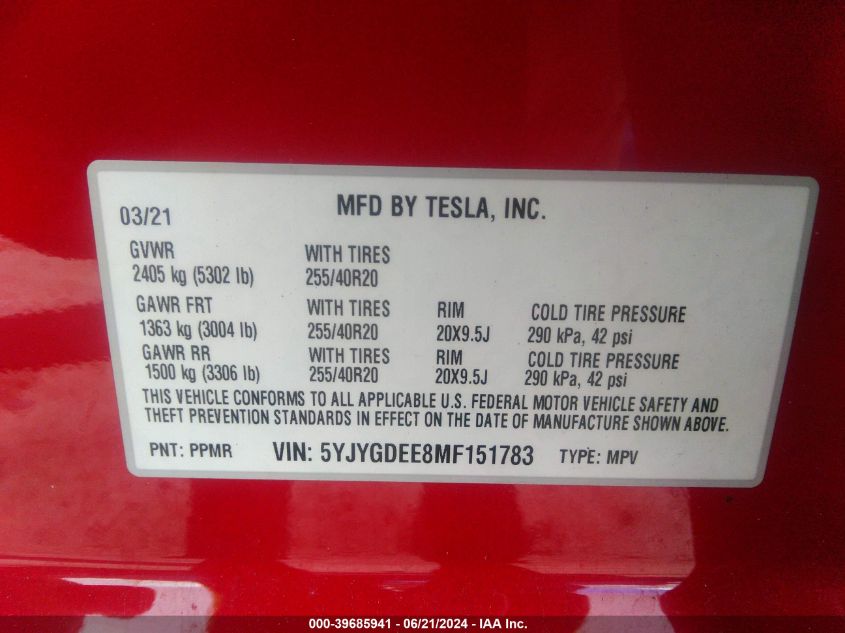 MFD BY TESLA, INC.
03/21
GVWR WITH TIRES
2405 kg (5302 lb) 255/40R20
GAWR FRT WITH TIRES RIM COLD TIRE PRESSURE
1363 kg (3004 lb) 255/40R20 20X9.5J 290 kPa, 42 psi
GAWR RR WITH TIRES RIM COLD TIRE PRESSURE
1500 kg (3306 lb) 255/40R20 20X9.5J 290 kPa, 42 psi
THIS VEHICLE CONFORMS TO ALL APPLICABLE U.S. FEDERAL MOTOR VEHICLE SAFETY AND
THEFT PREVENTION STANDARDS IN EFFECT ON THE DATE OF MANUFACTURE SHOWN ABOVE.
PNT: PPMR VIN: 5YJYGDEE8MF151783 TYPE: MPV
000-39685941 - 06/21/2024 - IAA Inc.